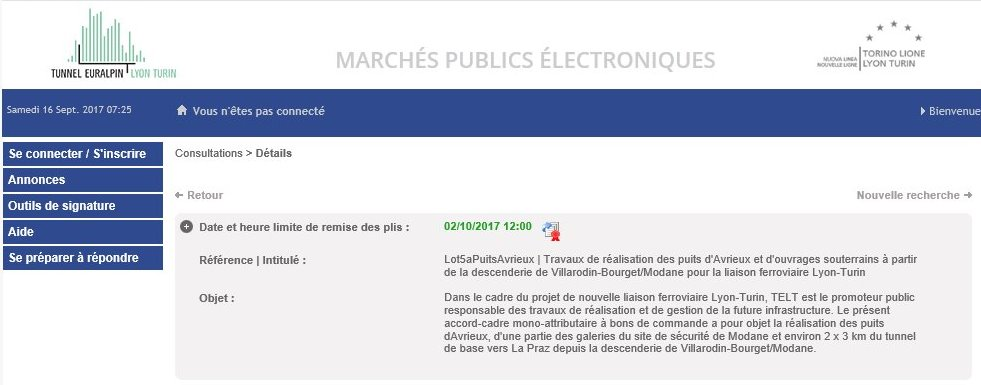 TUNNEL EURALPIN LYON TURIN
MARCHÉS PUBLICS ÉLECTRONIQUES
NUOVA LINEA
NOUVELLE LIGNE
TORINO LIONE
LYON TURIN
Samedi 16 Sept. 2017 07:25
Vous n'êtes pas connecté
Bienvenue
Se connecter / S'inscrire
Annonces
Outils de signature
Aide
Se préparer à répondre
Consultations > Détails
Retour
Nouvelle recherche
Date et heure limite de remise des plis :
02/10/2017 12:00
Référence | Intitulé :
Lot5aPuitsAvrieux | Travaux de réalisation des puits d'Avrieux et d'ouvrages souterrains à partir
de la descenderie de Villarodin-Bourget/Modane pour la liaison ferroviaire Lyon-Turin
Objet :
Dans le cadre du projet de nouvelle liaison ferroviaire Lyon-Turin, TELT est le promoteur public
responsable des travaux de réalisation et de gestion de la future infrastructure. Le présent
accord-cadre mono-attributaire à bons de commande a pour objet la réalisation des puits
dAvrieux, d'une partie des galeries du site de sécurité de Modane et environ 2 x 3 km du tunnel
de base vers La Praz depuis la descenderie de Villarodin-Bourget/Modane.